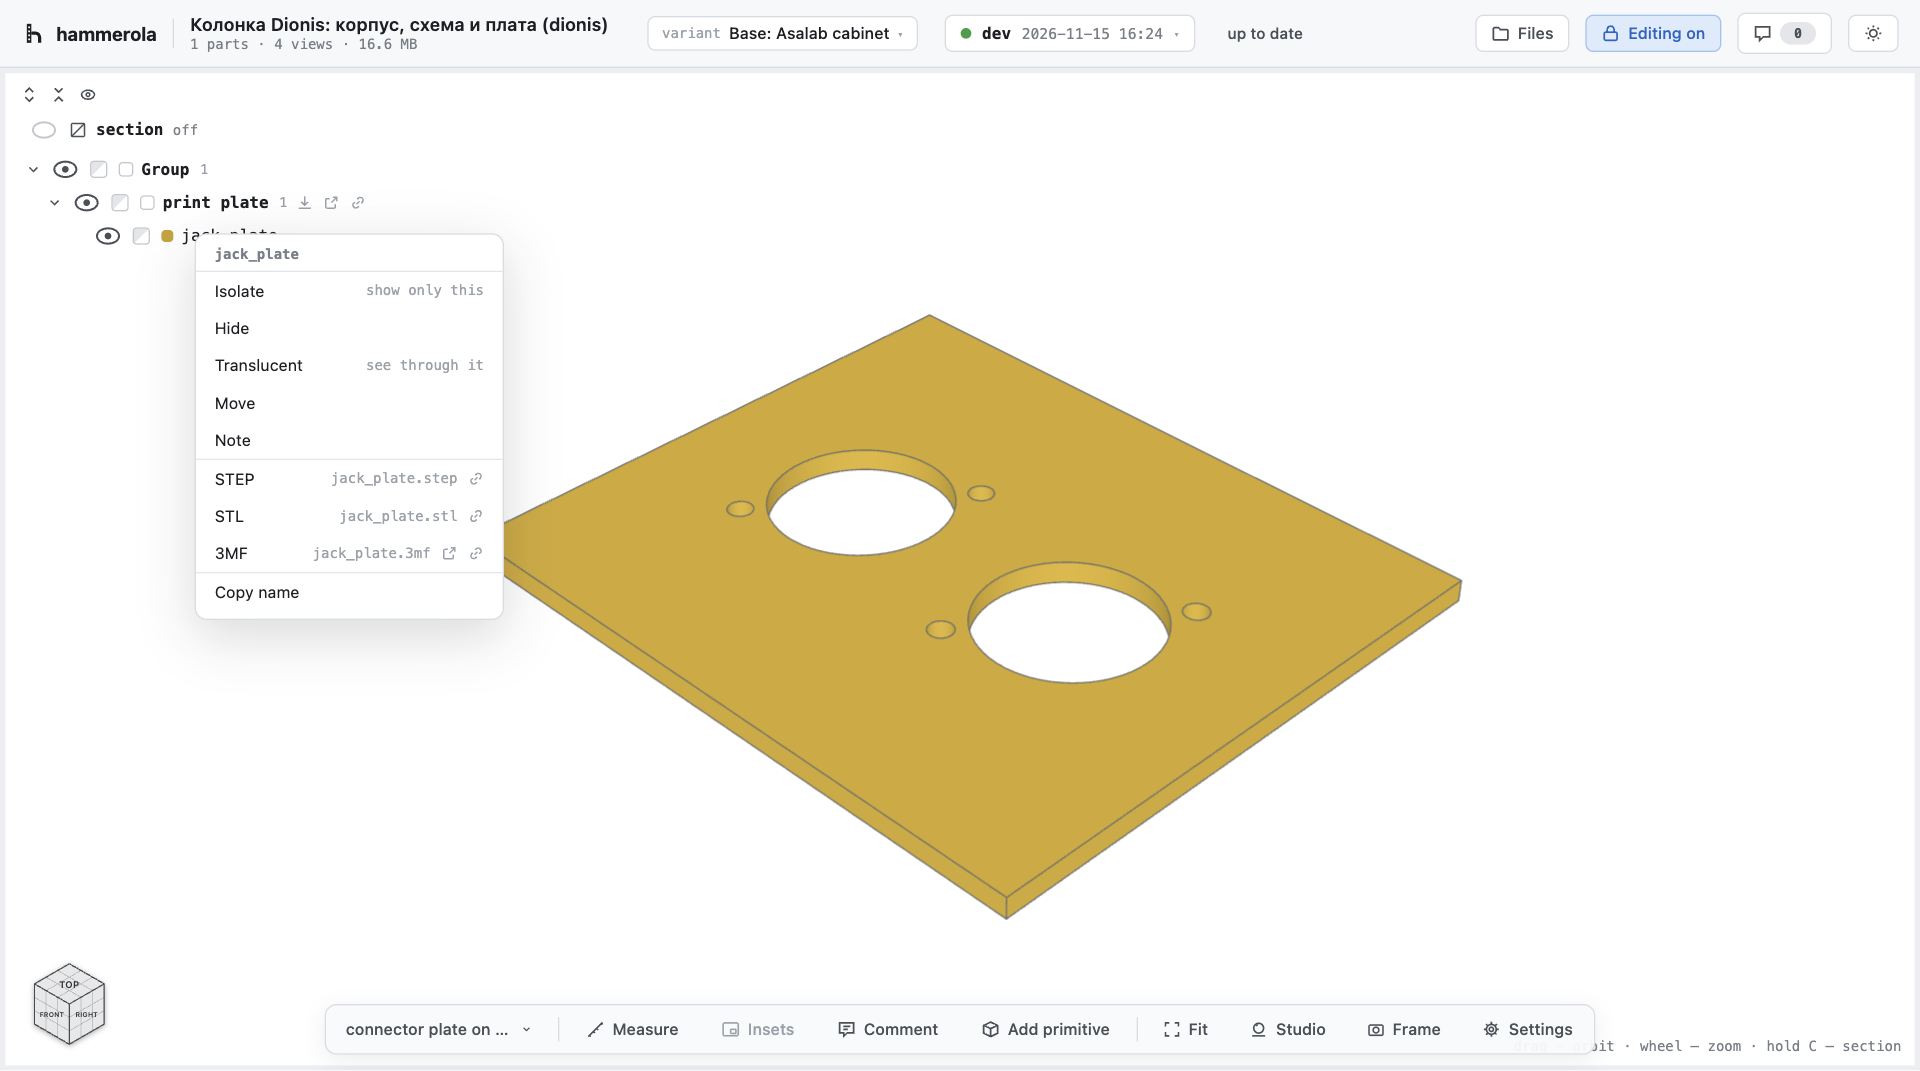 hammerola
Колонка Dionis: корпус, схема и плата (dionis)
1 parts · 4 views · 16.6 MB
variant Base: Asalab cabinet
dev 2026-11-15 16:24
up to date
Files
Editing on
0
section off
Group 1
print plate 1
jack_plate
jack_plate
Isolate show only this
Hide
Translucent see through it
Move
Note
STEP jack_plate.step
STL jack_plate.stl
3MF jack_plate.3mf
Copy name
TOP
FRONT RIGHT
connector plate on ...
Measure
Insets
Comment
Add primitive
Fit
Studio
Frame
Settings
wheel — zoom · hold C — section